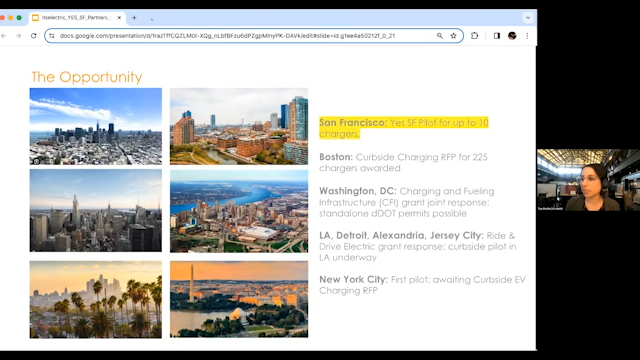 Itselectric_YES_SF_Partners_
The Opportunity
San Francisco: Yes SF Pilot for up to 10
chargers.
Boston: Curbside Charging RFP for 225
chargers awarded
Washington, DC: Charging and Fueling
Infrastructure (CFI) grant joint response;
standalone dDOT permits possible
LA, Detroit, Alexandria, Jersey City: Ride &
Drive Electric grant response; curbside pilot in
LA underway
New York City: First pilot; awaiting Curbside EV
Charging RFP